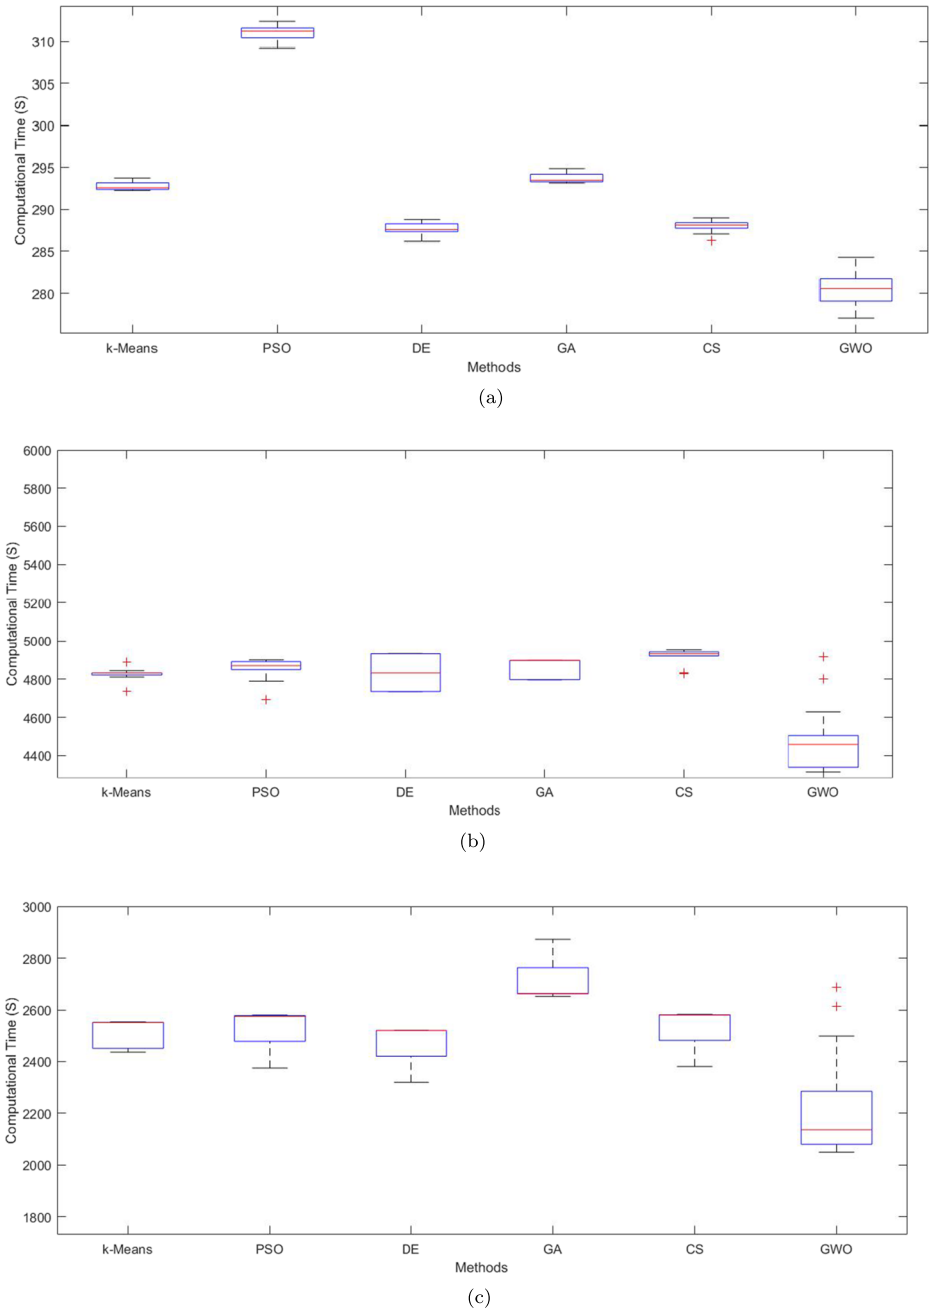 310
305
300
295
290
285
280
Computational Time (S)
k-Means PSO DE GA CS GWO
Methods
(a)
6000
5800
5600
5400
5200
5000
4800
4600
4400
Computational Time (S)
k-Means PSO DE GA CS GWO
Methods
(b)
3000
2800
2600
2400
2200
2000
1800
Computational Time (S)
k-Means PSO DE GA CS GWO
Methods
(c)